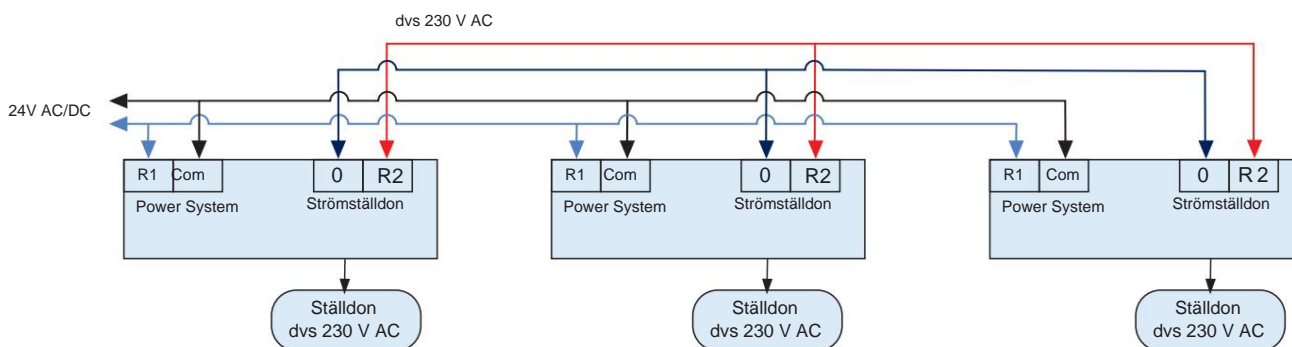 dvs 230 V AC
24V AC/DC
R1 Com 0 R2
Power System Strömställdon
R1 Com 0 R2
Power System Strömställdon
R1 Com 0 R 2
Power System Strömställdon
Ställdon
dvs 230 V AC
Ställdon
dvs 230 V AC
Ställdon
dvs 230 V AC